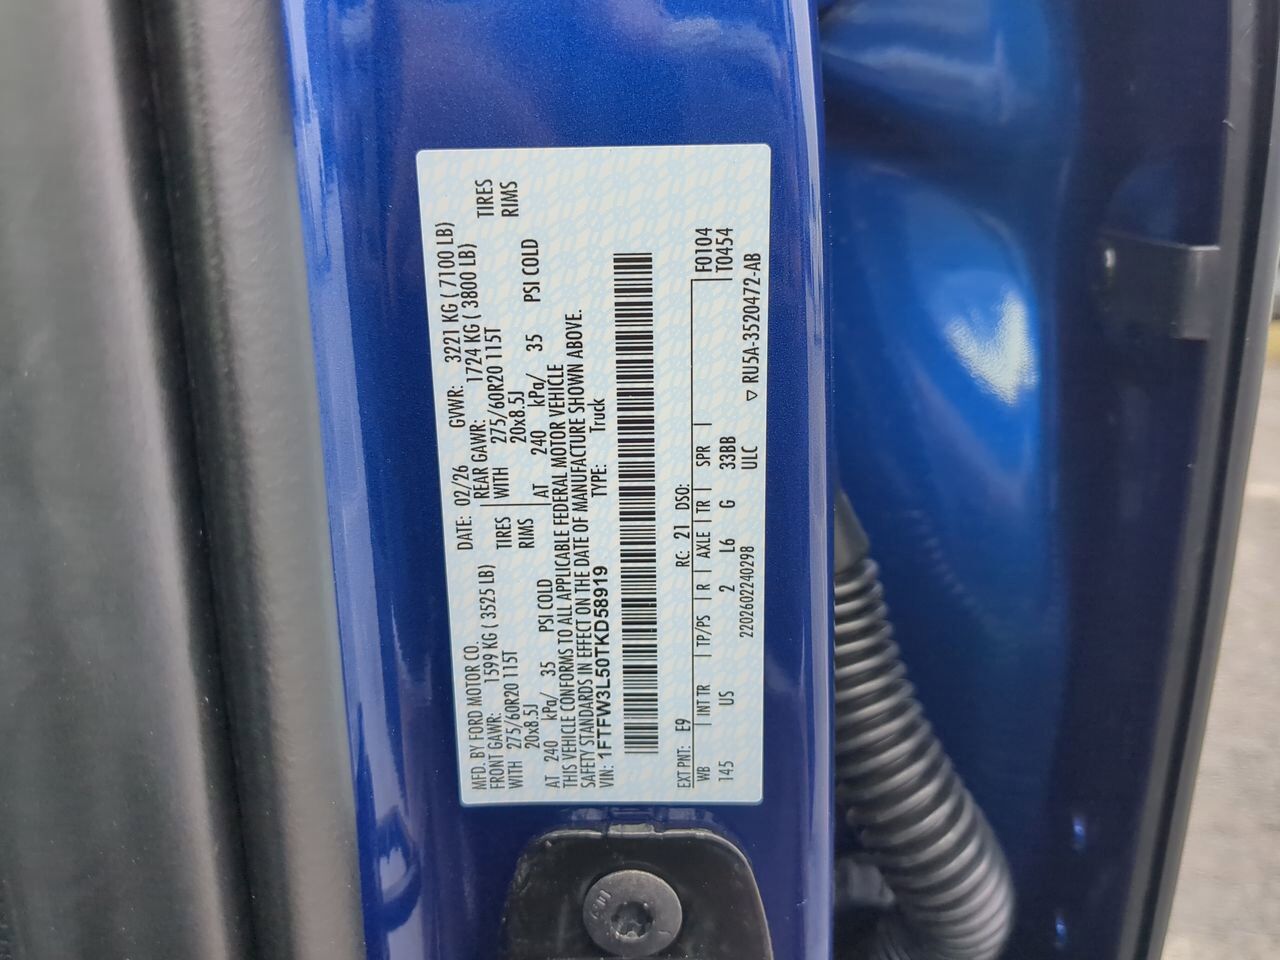 MFD. BY FORD MOTOR CO. DATE: 02/26 GVWR: 3221 KG ( 7100 LB)
FRONT GAWR: 1599 KG ( 3525 LB) REAR GAWR: 1724 KG ( 3800 LB)
WITH 275/60R20 115T TIRES WITH 275/60R20 115T TIRES
20x8.5J RIMS 20x8.5J RIMS
AT 240 kPa/ 35 PSI COLD AT 240 kPa/ 35 PSI COLD
THIS VEHICLE CONFORMS TO ALL APPLICABLE FEDERAL MOTOR VEHICLE
SAFETY STANDARDS IN EFFECT ON THE DATE OF MANUFACTURE SHOWN ABOVE.
VIN: 1FTFW3L50TKD58919 TYPE: Truck
EXT PNT: E9 RC: 21 DSO:
WB INT TR TP/PS R AXLE TR SPR F0104
145 US 2 L6 G 33BB T0454
2202602240298 ULC ▽ RU5A-3520472-AB